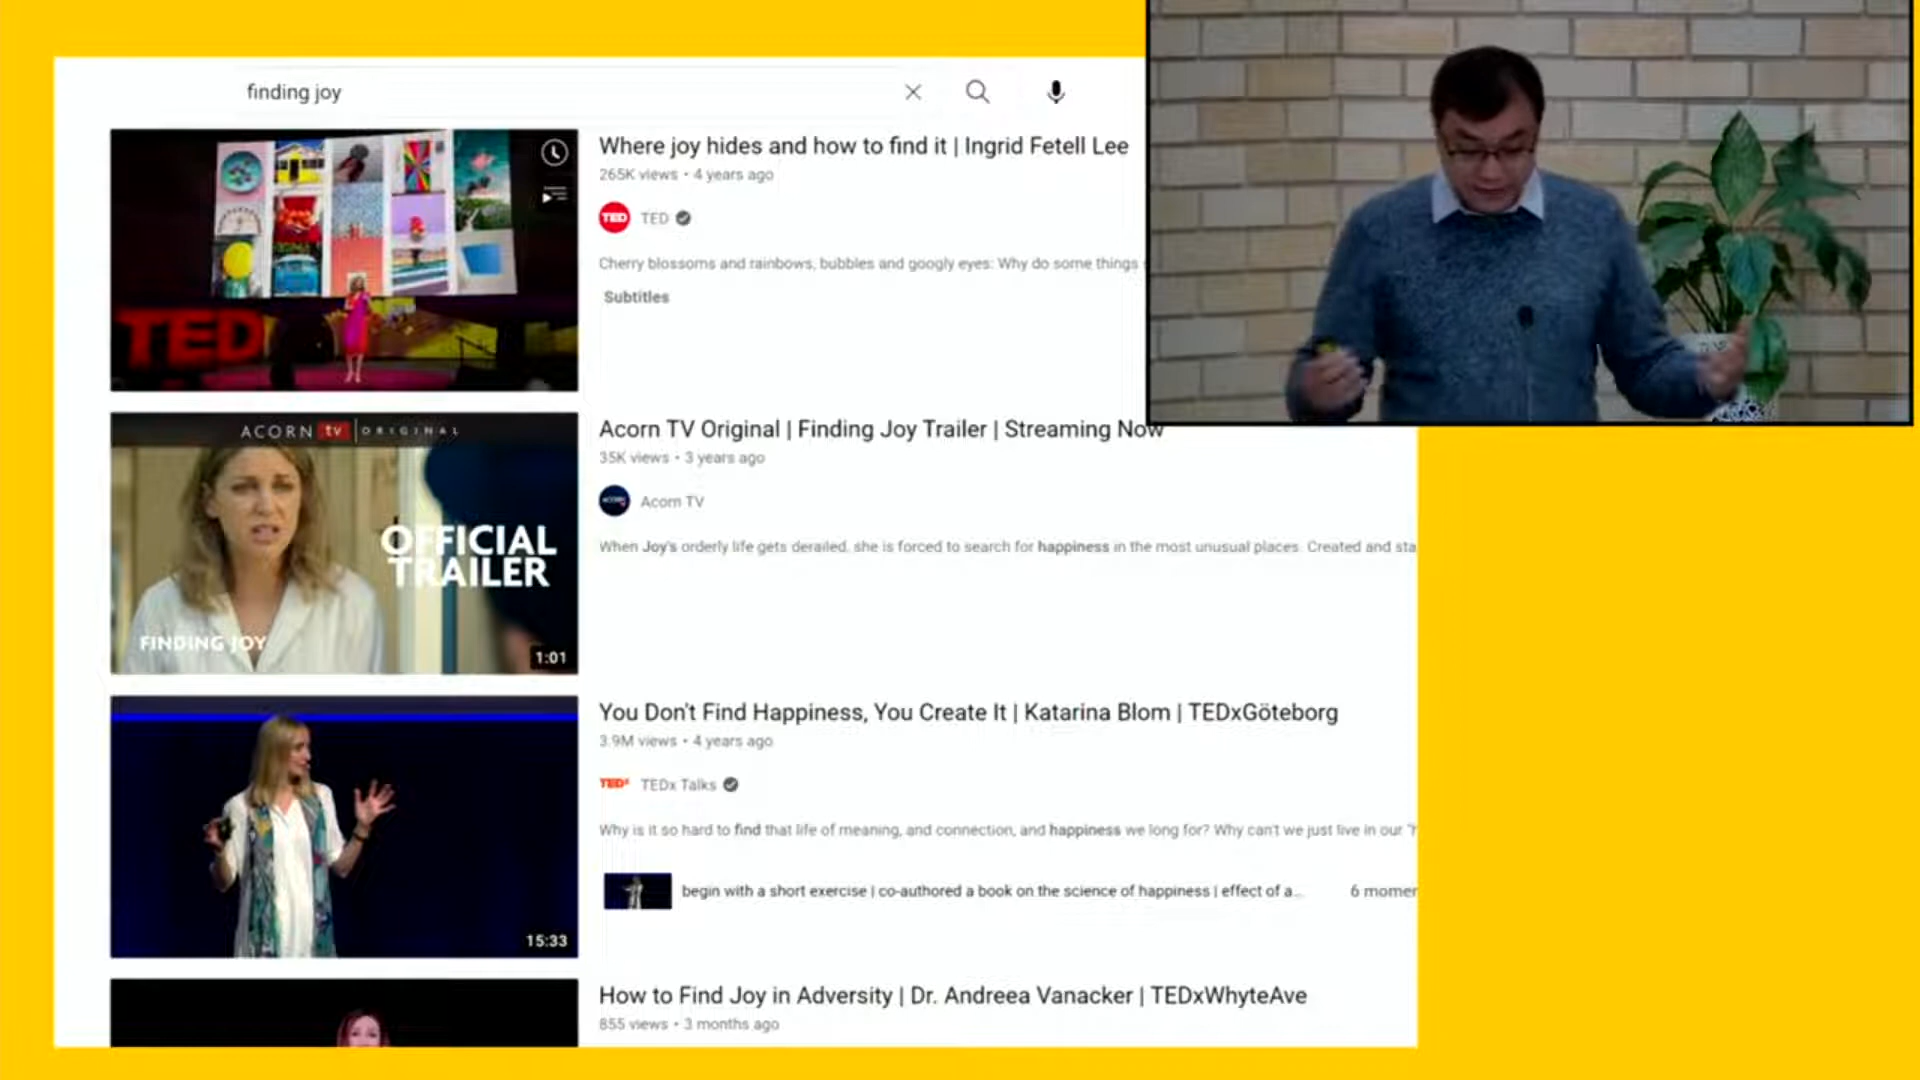 finding joy
Where joy hides and how to find it | Ingrid Fetell Lee
265K views • 4 years ago
TED
TED
Cherry blossoms and rainbows, bubbles and googly eyes: Why do some things
Subtitles
TED
ACORN tv | ORIGINAL
OFFICIAL
TRAILER
FINDING JOY
1:01
Acorn TV Original | Finding Joy Trailer | Streaming Now
35K views • 3 years ago
Acorn TV
When Joy's orderly life gets derailed, she is forced to search for happiness in the most unusual places. Created and sta
You Don't Find Happiness, You Create It | Katarina Blom | TEDxGöteborg
3.9M views • 4 years ago
TEDx TEDx Talks
Why is it so hard to find that life of meaning, and connection, and happiness we long for? Why can't we just live in our "h
begin with a short exercise | co-authored a book on the science of happiness | effect of a...
6 momen
15:33
How to Find Joy in Adversity | Dr. Andreea Vanacker | TEDxWhyteAve
855 views • 3 months ago